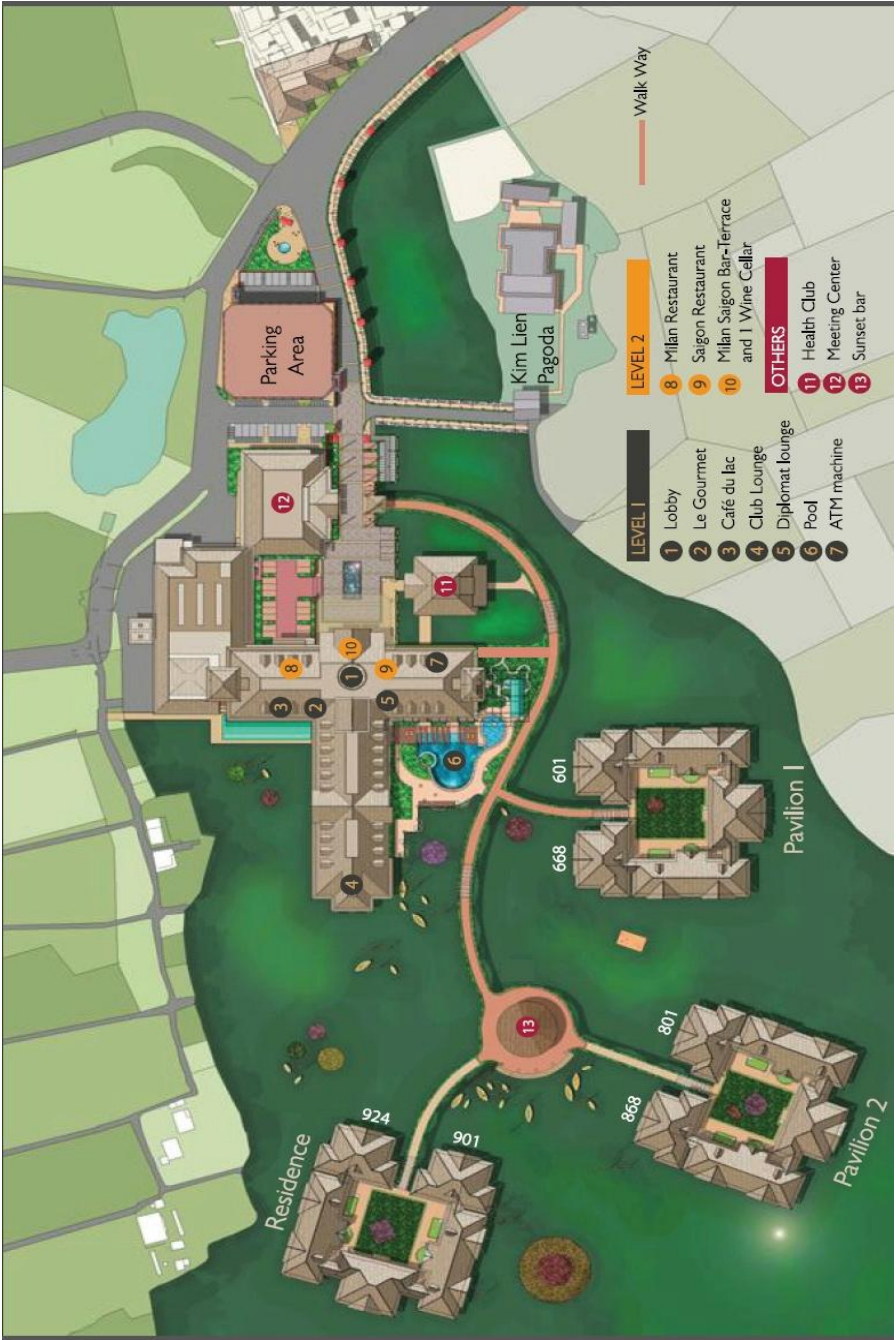 Residence
924
901
868
801
Pavilion 2
668
601
Pavilion 1
Parking
Area
Kim Lien
Pagoda
1
2
3
4
5
6
7
8
9
10
11
12
13
LEVEL 1
1 Lobby
2 Le Gourmet
3 Café du lac
4 Club Lounge
5 Diplomat lounge
6 Pool
7 ATM machine
LEVEL 2
8 Milan Restaurant
9 Saigon Restaurant
10 Milan Saigon Bar-Terrace
and 1 Wine Cellar
OTHERS
11 Health Club
12 Meeting Center
13 Sunset bar
Walk Way